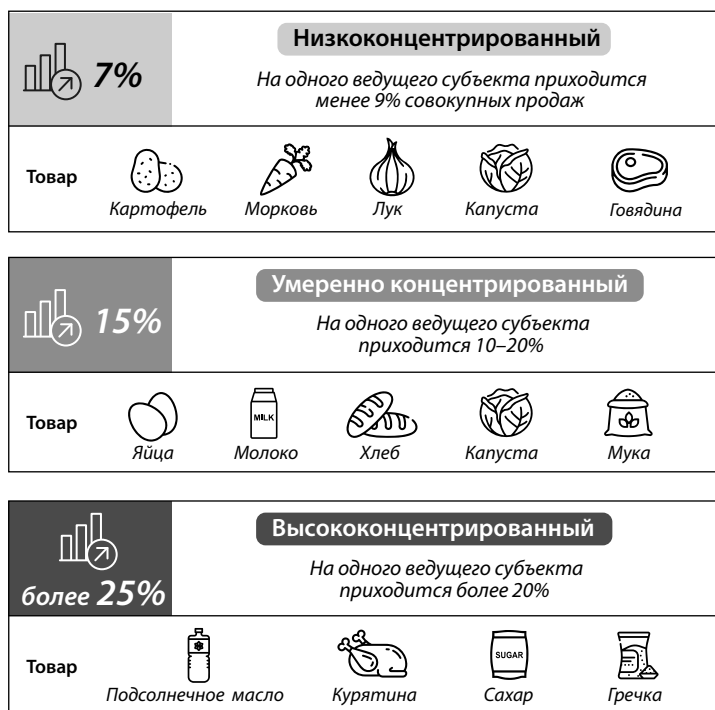 7%
Низкоконцентрированный
На одного ведущего субъекта приходится
менее 9% совокупных продаж
Товар
Картофель Морковь Лук Капуста Говядина
15%
Умеренно концентрированный
На одного ведущего субъекта
приходится 10–20%
MILK
Товар
Яйца Молоко Хлеб Капуста Мука
более 25%
Высококонцентрированный
На одного ведущего субъекта
приходится более 20%
SUGAR
Товар
Подсолнечное масло Курятина Сахар Гречка